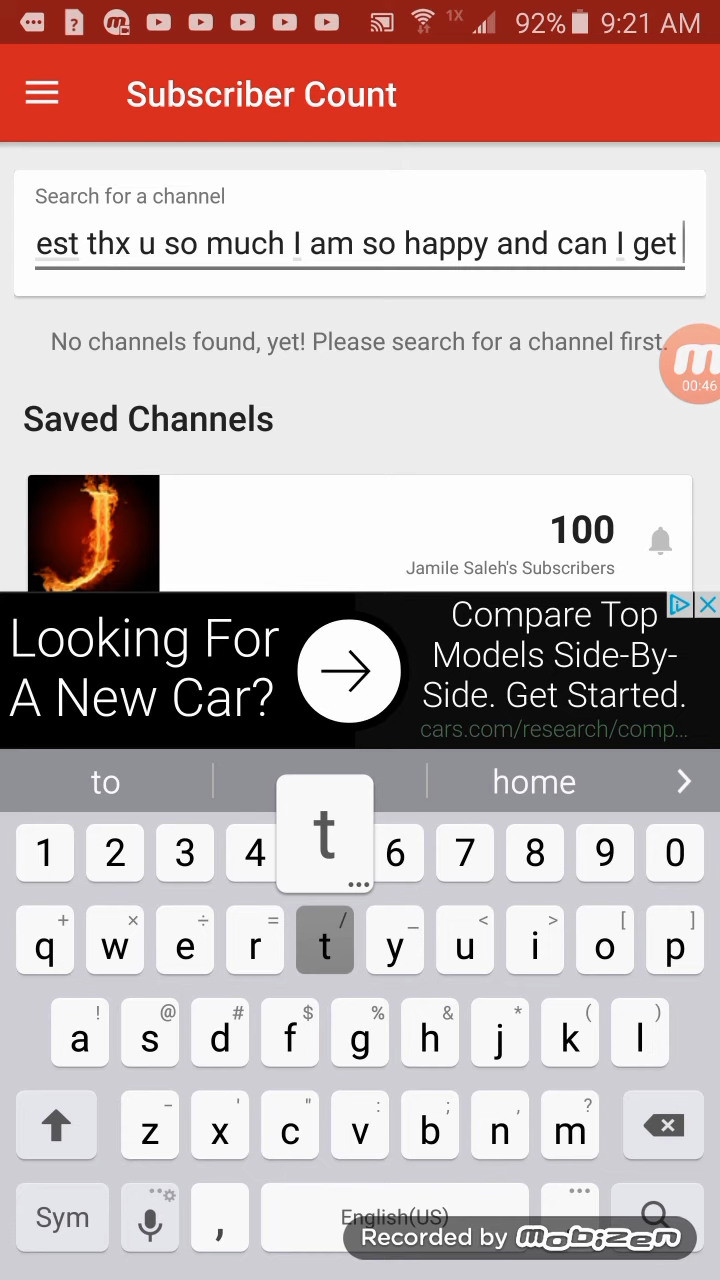 1X 92% 9:21 AM
Subscriber Count
Search for a channel
est thx u so much I am so happy and can I get
No channels found, yet! Please search for a channel first.
00:46
Saved Channels
100
Jamile Saleh's Subscribers
Looking For
A New Car?
Compare Top
Models Side-By-
Side. Get Started.
cars.com/research/comp...
to home
t
1 2 3 4 6 7 8 9 0
q w e r t y u i o p
a s d f g h j k l
z x c v b n m
Sym , English(US)
Recorded by mobizen